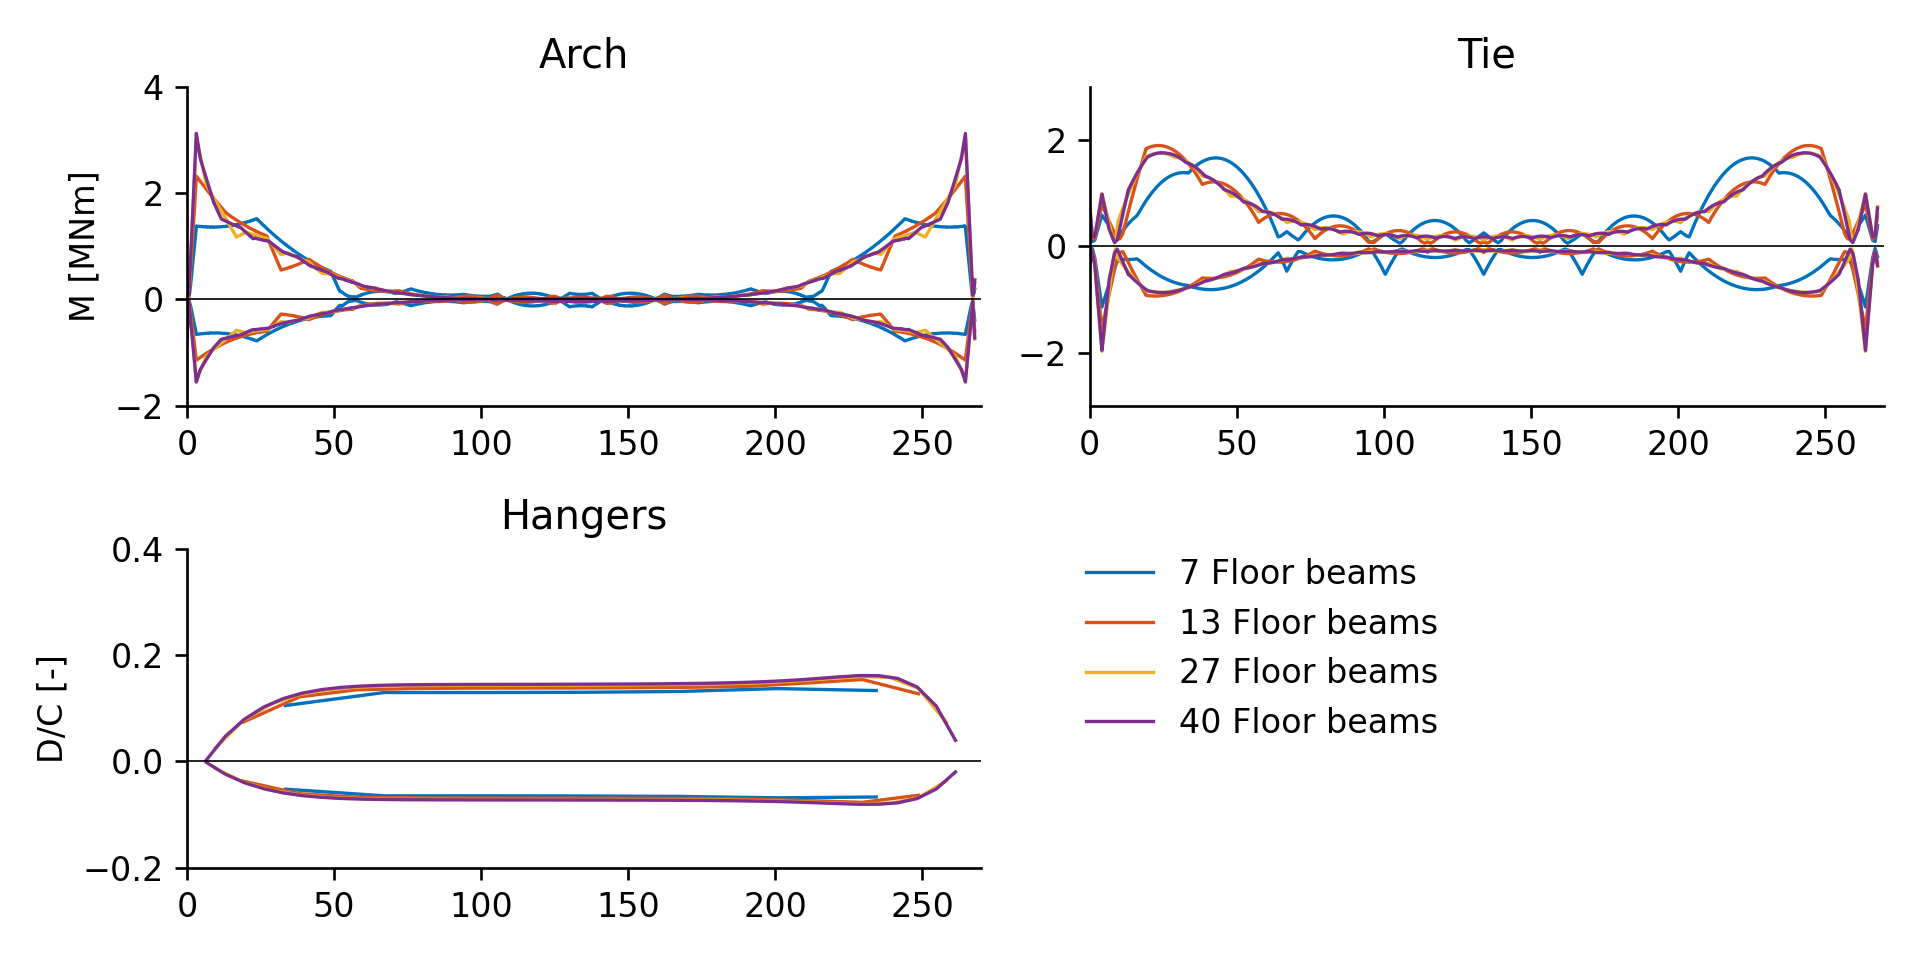 Arch
M [MNm]
4
2
0
−2
0 50 100 150 200 250
Tie
2
0
−2
0 50 100 150 200 250
Hangers
D/C [-]
0.4
0.2
0.0
−0.2
0 50 100 150 200 250
7 Floor beams
13 Floor beams
27 Floor beams
40 Floor beams